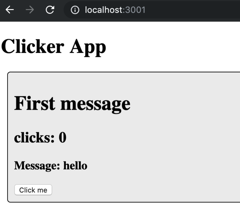 localhost:3001
Clicker App
First message
clicks: 0
Message: hello
Click me